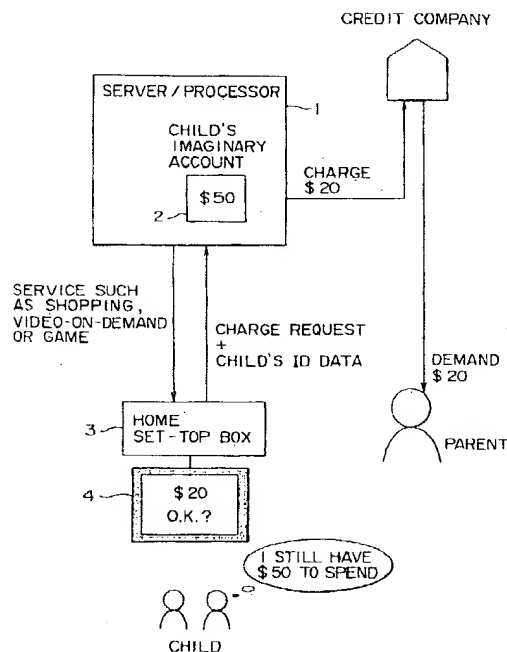 CREDIT COMPANY
SERVER/PROCESSOR
1
CHILD'S
IMAGINARY
ACCOUNT
2
$50
CHARGE
$20
SERVICE SUCH
AS SHOPPING,
VIDEO-ON-DEMAND
OR GAME
CHARGE REQUEST
+
CHILD'S ID DATA
DEMAND
$20
3
HOME
SET-TOP BOX
PARENT
4
$20
O.K.?
I STILL HAVE
$50 TO SPEND
CHILD